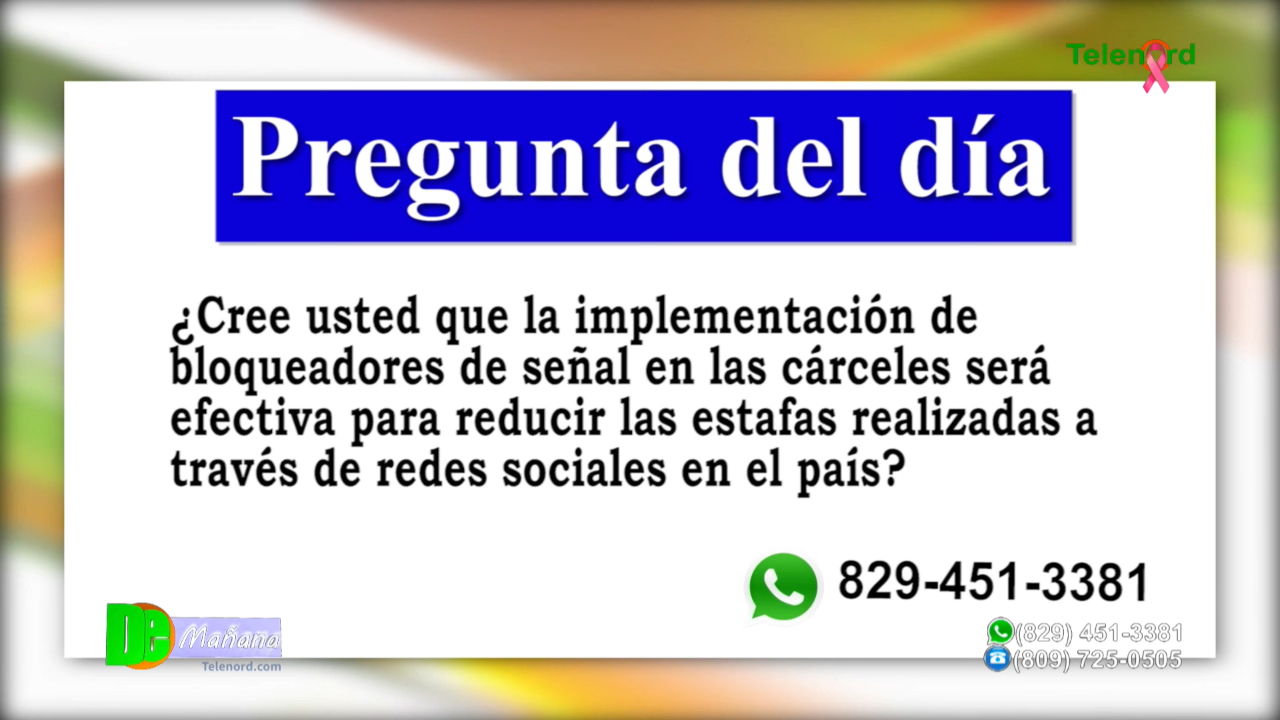 Telenord
Pregunta del día
¿Cree usted que la implementación de
bloqueadores de señal en las cárceles será
efectiva para reducir las estafas realizadas a
través de redes sociales en el país?
829-451-3381
De
Mañana
Telenord.com
(829) 451-3381
(809) 725-0505